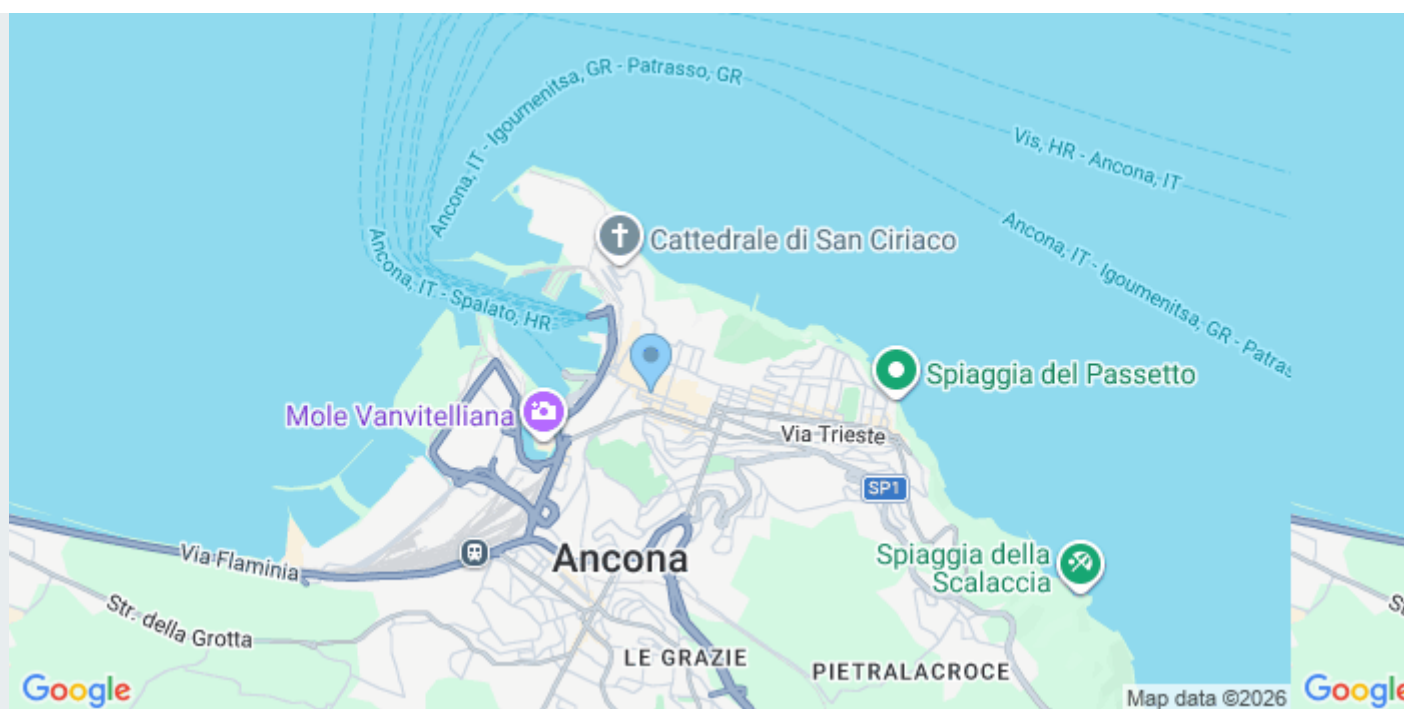 Ancona, IT - Igoumenitsa, GR - Patrasso, GR
Vis, HR - Ancona, IT
Ancona, IT - Igoumenitsa, GR - Patras
Ancona, IT - Spalato, HR
Cattedrale di San Ciriaco
Spiaggia del Passetto
Mole Vanvitelliana
Via Trieste
SP1
Via Flaminia
Ancona
Spiaggia della
Scalaccia
Str. della Grotta
St
LE GRAZIE
PIETRALACROCE
Google
Map data ©2026
Google